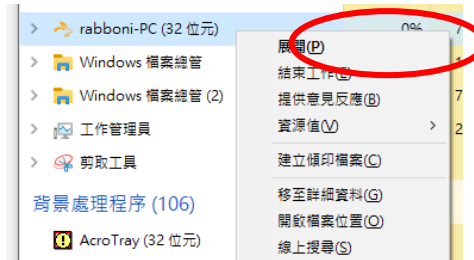 rabboni-PC (32 位元)
0%
7
Windows 檔案總管
Windows 檔案總管 (2)
7
工作管理員
2
剪取工具
背景處理程序 (106)
AcroTray (32 位元)
展開(P)
結束工作(E)
提供意見反應(B)
資源值(V)
建立傾印檔案(C)
移至詳細資料(G)
開啟檔案位置(O)
線上搜尋(S)